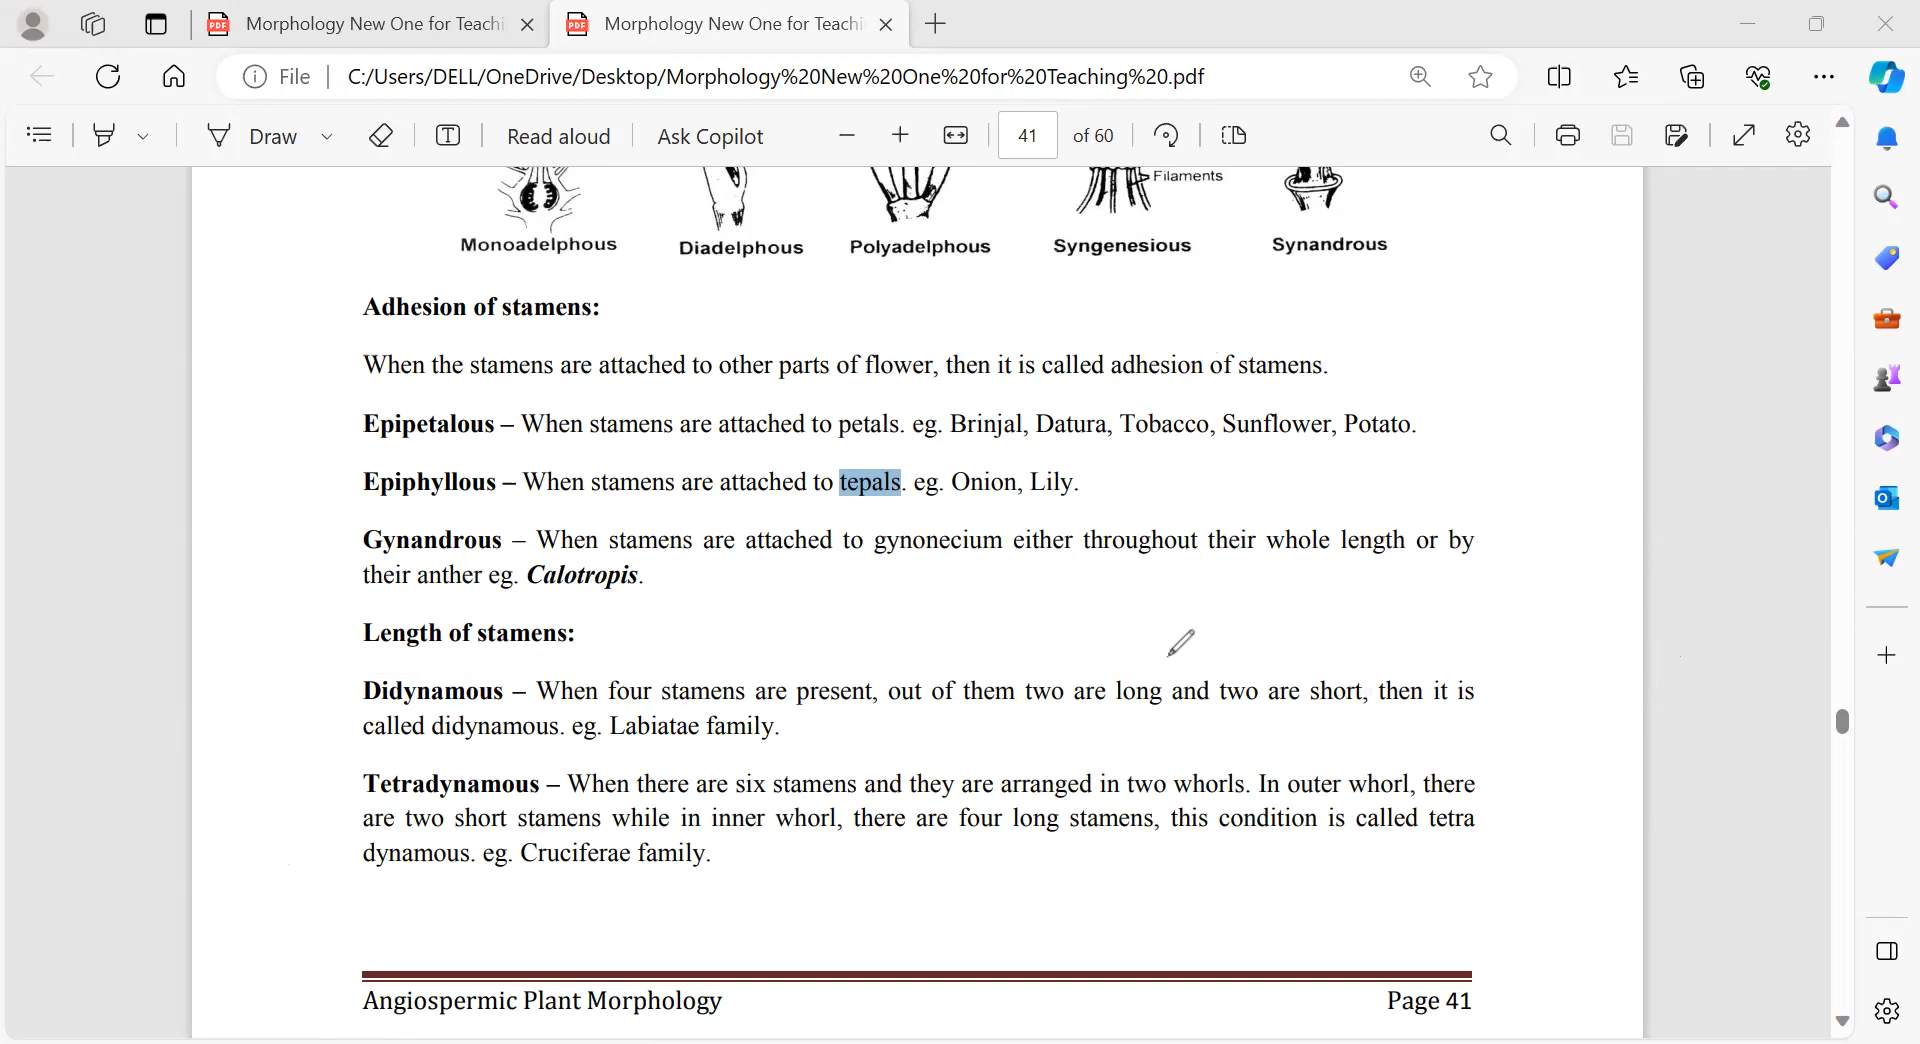 Morphology New One for Teachi
Morphology New One for Teachi
File
C:/Users/DELL/OneDrive/Desktop/Morphology%20New%20One%20for%20Teaching%20.pdf
Draw
Read aloud
Ask Copilot
41
of 60
Filaments
Monoadelphous
Diadelphous
Polyadelphous
Syngenesious
Synandrous
Adhesion of stamens:
When the stamens are attached to other parts of flower, then it is called adhesion of stamens.
Epipetalous – When stamens are attached to petals. eg. Brinjal, Datura, Tobacco, Sunflower, Potato.
Epiphyllous – When stamens are attached to tepals. eg. Onion, Lily.
Gynandrous – When stamens are attached to gynonecium either throughout their whole length or by
their anther eg. Calotropis.
Length of stamens:
Didynamous – When four stamens are present, out of them two are long and two are short, then it is
called didynamous. eg. Labiatae family.
Tetradynamous – When there are six stamens and they are arranged in two whorls. In outer whorl, there
are two short stamens while in inner whorl, there are four long stamens, this condition is called tetra
dynamous. eg. Cruciferae family.
Angiospermic Plant Morphology
Page 41